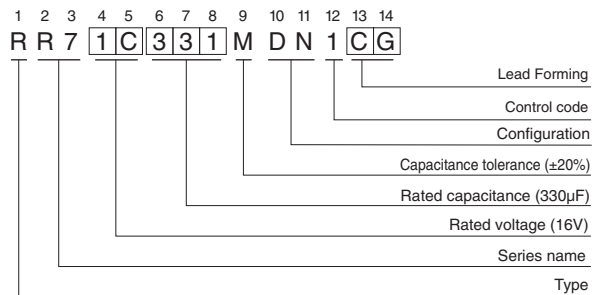 1 2 3 4 5 6 7 8 9 10 11 12 13 14
R R 7 1 C 3 3 1 M D N 1 C G
Lead Forming
Control code
Configuration
Capacitance tolerance (±20%)
Rated capacitance (330µF)
Rated voltage (16V)
Series name
Type